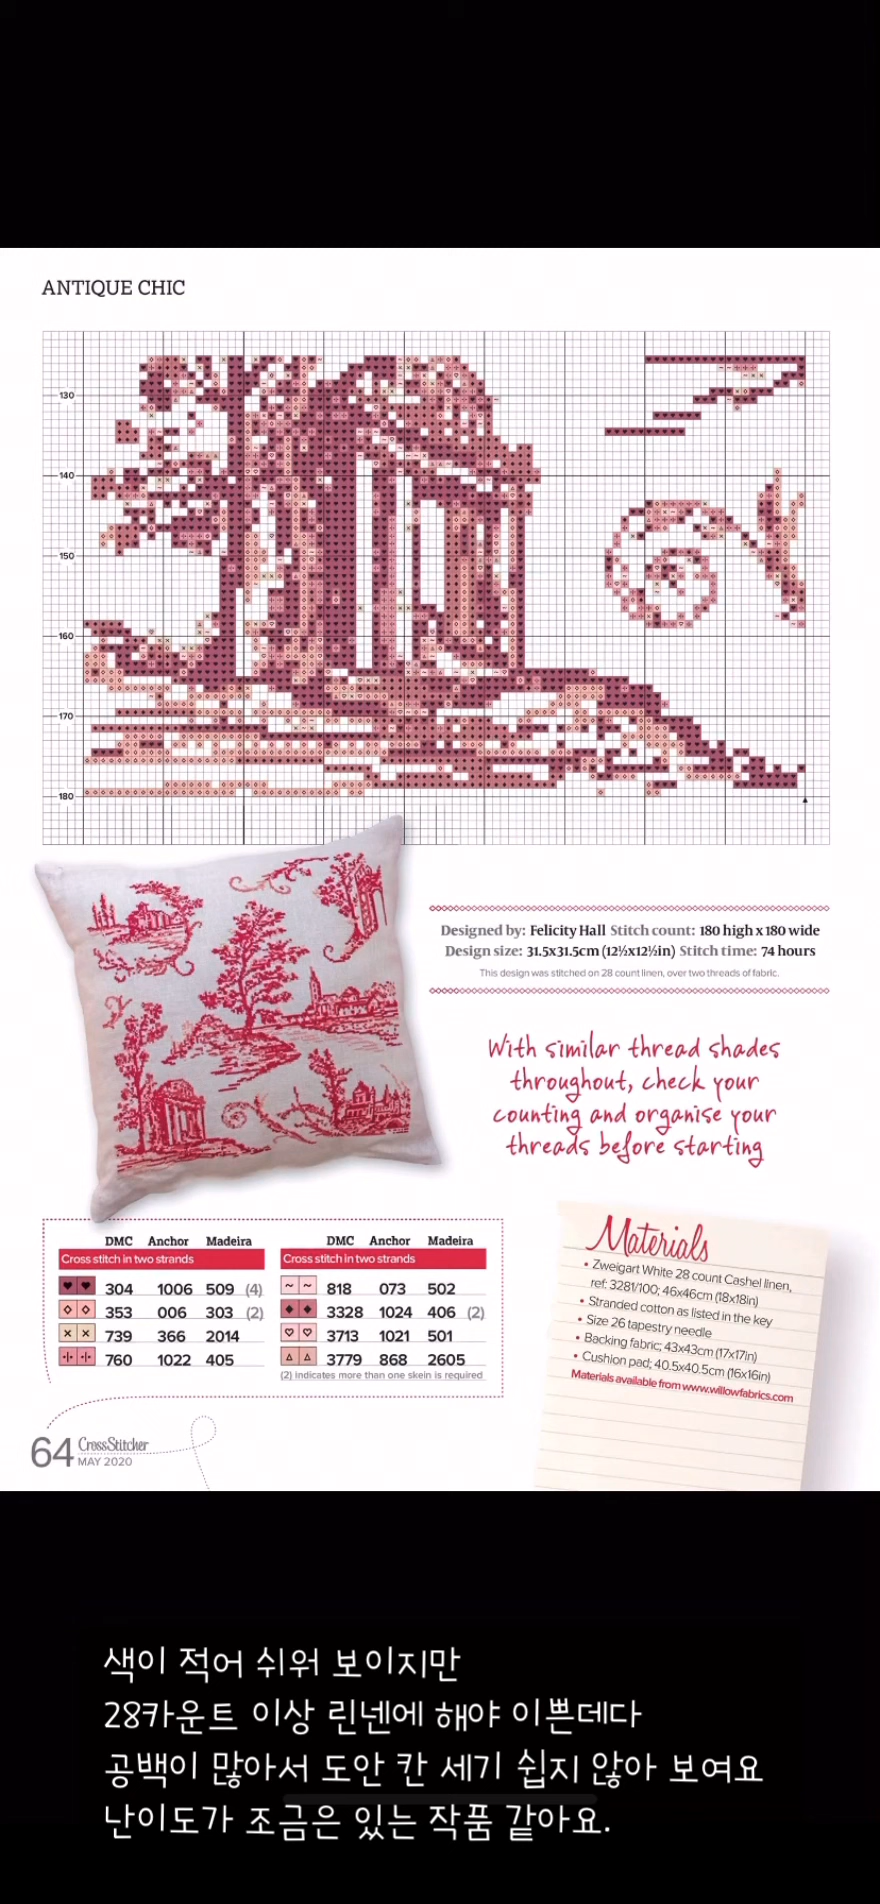 ANTIQUE CHIC
130
140
150
160
170
180
Designed by: Felicity Hall Stitch count: 180 high x 180 wide
Design size: 31.5x31.5cm (12½x12½in) Stitch time: 74 hours
This design was stitched on 28 count linen, over two threads of fabric.
With similar thread shades
throughout, check your
counting and organise your
threads before starting
DMC Anchor Madeira
Cross stitch in two strands
304 1006 509 (4)
353 006 303 (2)
739 366 2014
760 1022 405
DMC Anchor Madeira
Cross stitch in two strands
818 073 502
3328 1024 406 (2)
3713 1021 501
3779 868 2605
(2) indicates more than one skein is required
Materials
• Zweigart White 28 count Cashel linen,
ref: 3281/100; 46x46cm (18x18in)
• Stranded cotton as listed in the key
• Size 26 tapestry needle
• Backing fabric; 43x43cm (17x17in)
• Cushion pad; 40.5x40.5cm (16x16in)
Materials available from www.willowfabrics.com
64 CrossStitcher
MAY 2020
색이 적어 쉬워 보이지만
28카운트 이상 린넨에 해야 이쁜데다
공백이 많아서 도안 칸 세기 쉽지 않아 보여요
난이도가 조금은 있는 작품 같아요.